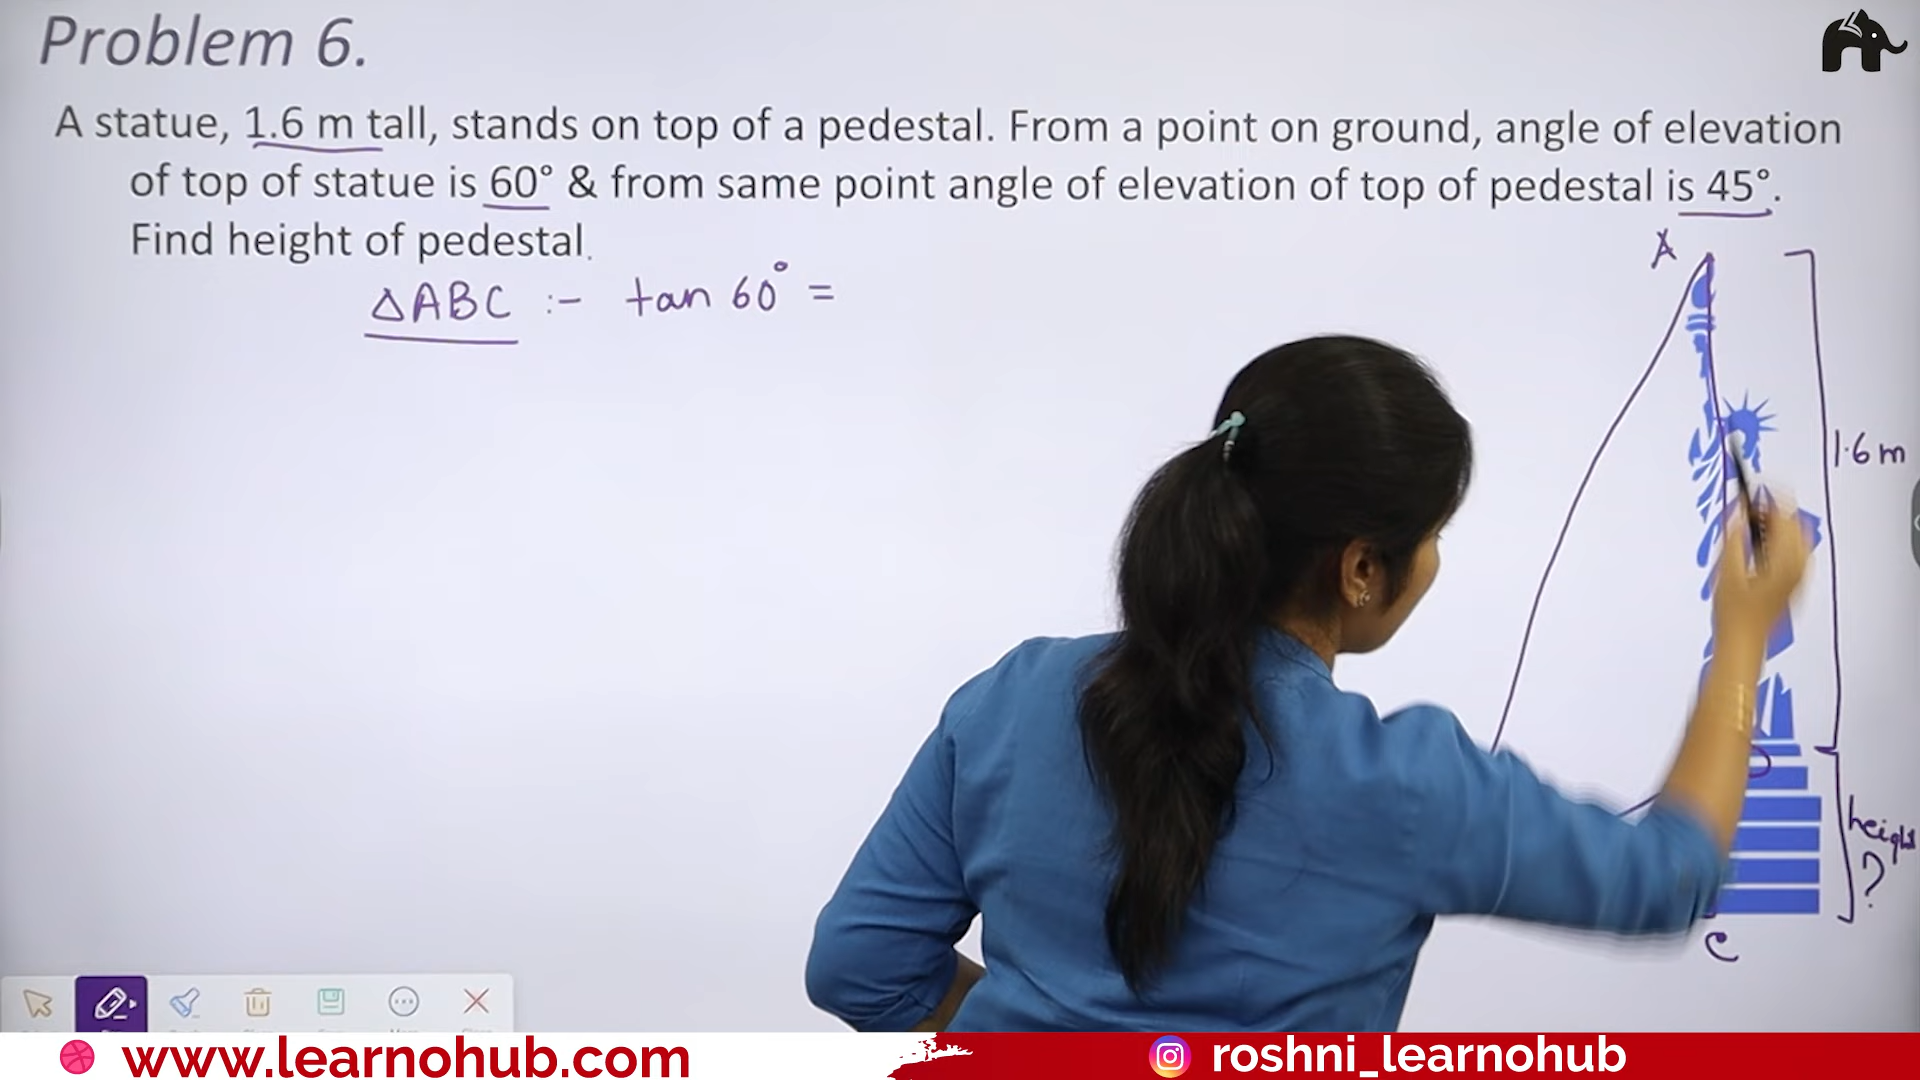 Problem 6.
A statue, 1.6 m tall, stands on top of a pedestal. From a point on ground, angle of elevation
of top of statue is 60° & from same point angle of elevation of top of pedestal is 45°.
Find height of pedestal.
A
△ABC :- tan 60° =
1.6 m
D
height
?
C
www.learnohub.com
roshni_learnohub